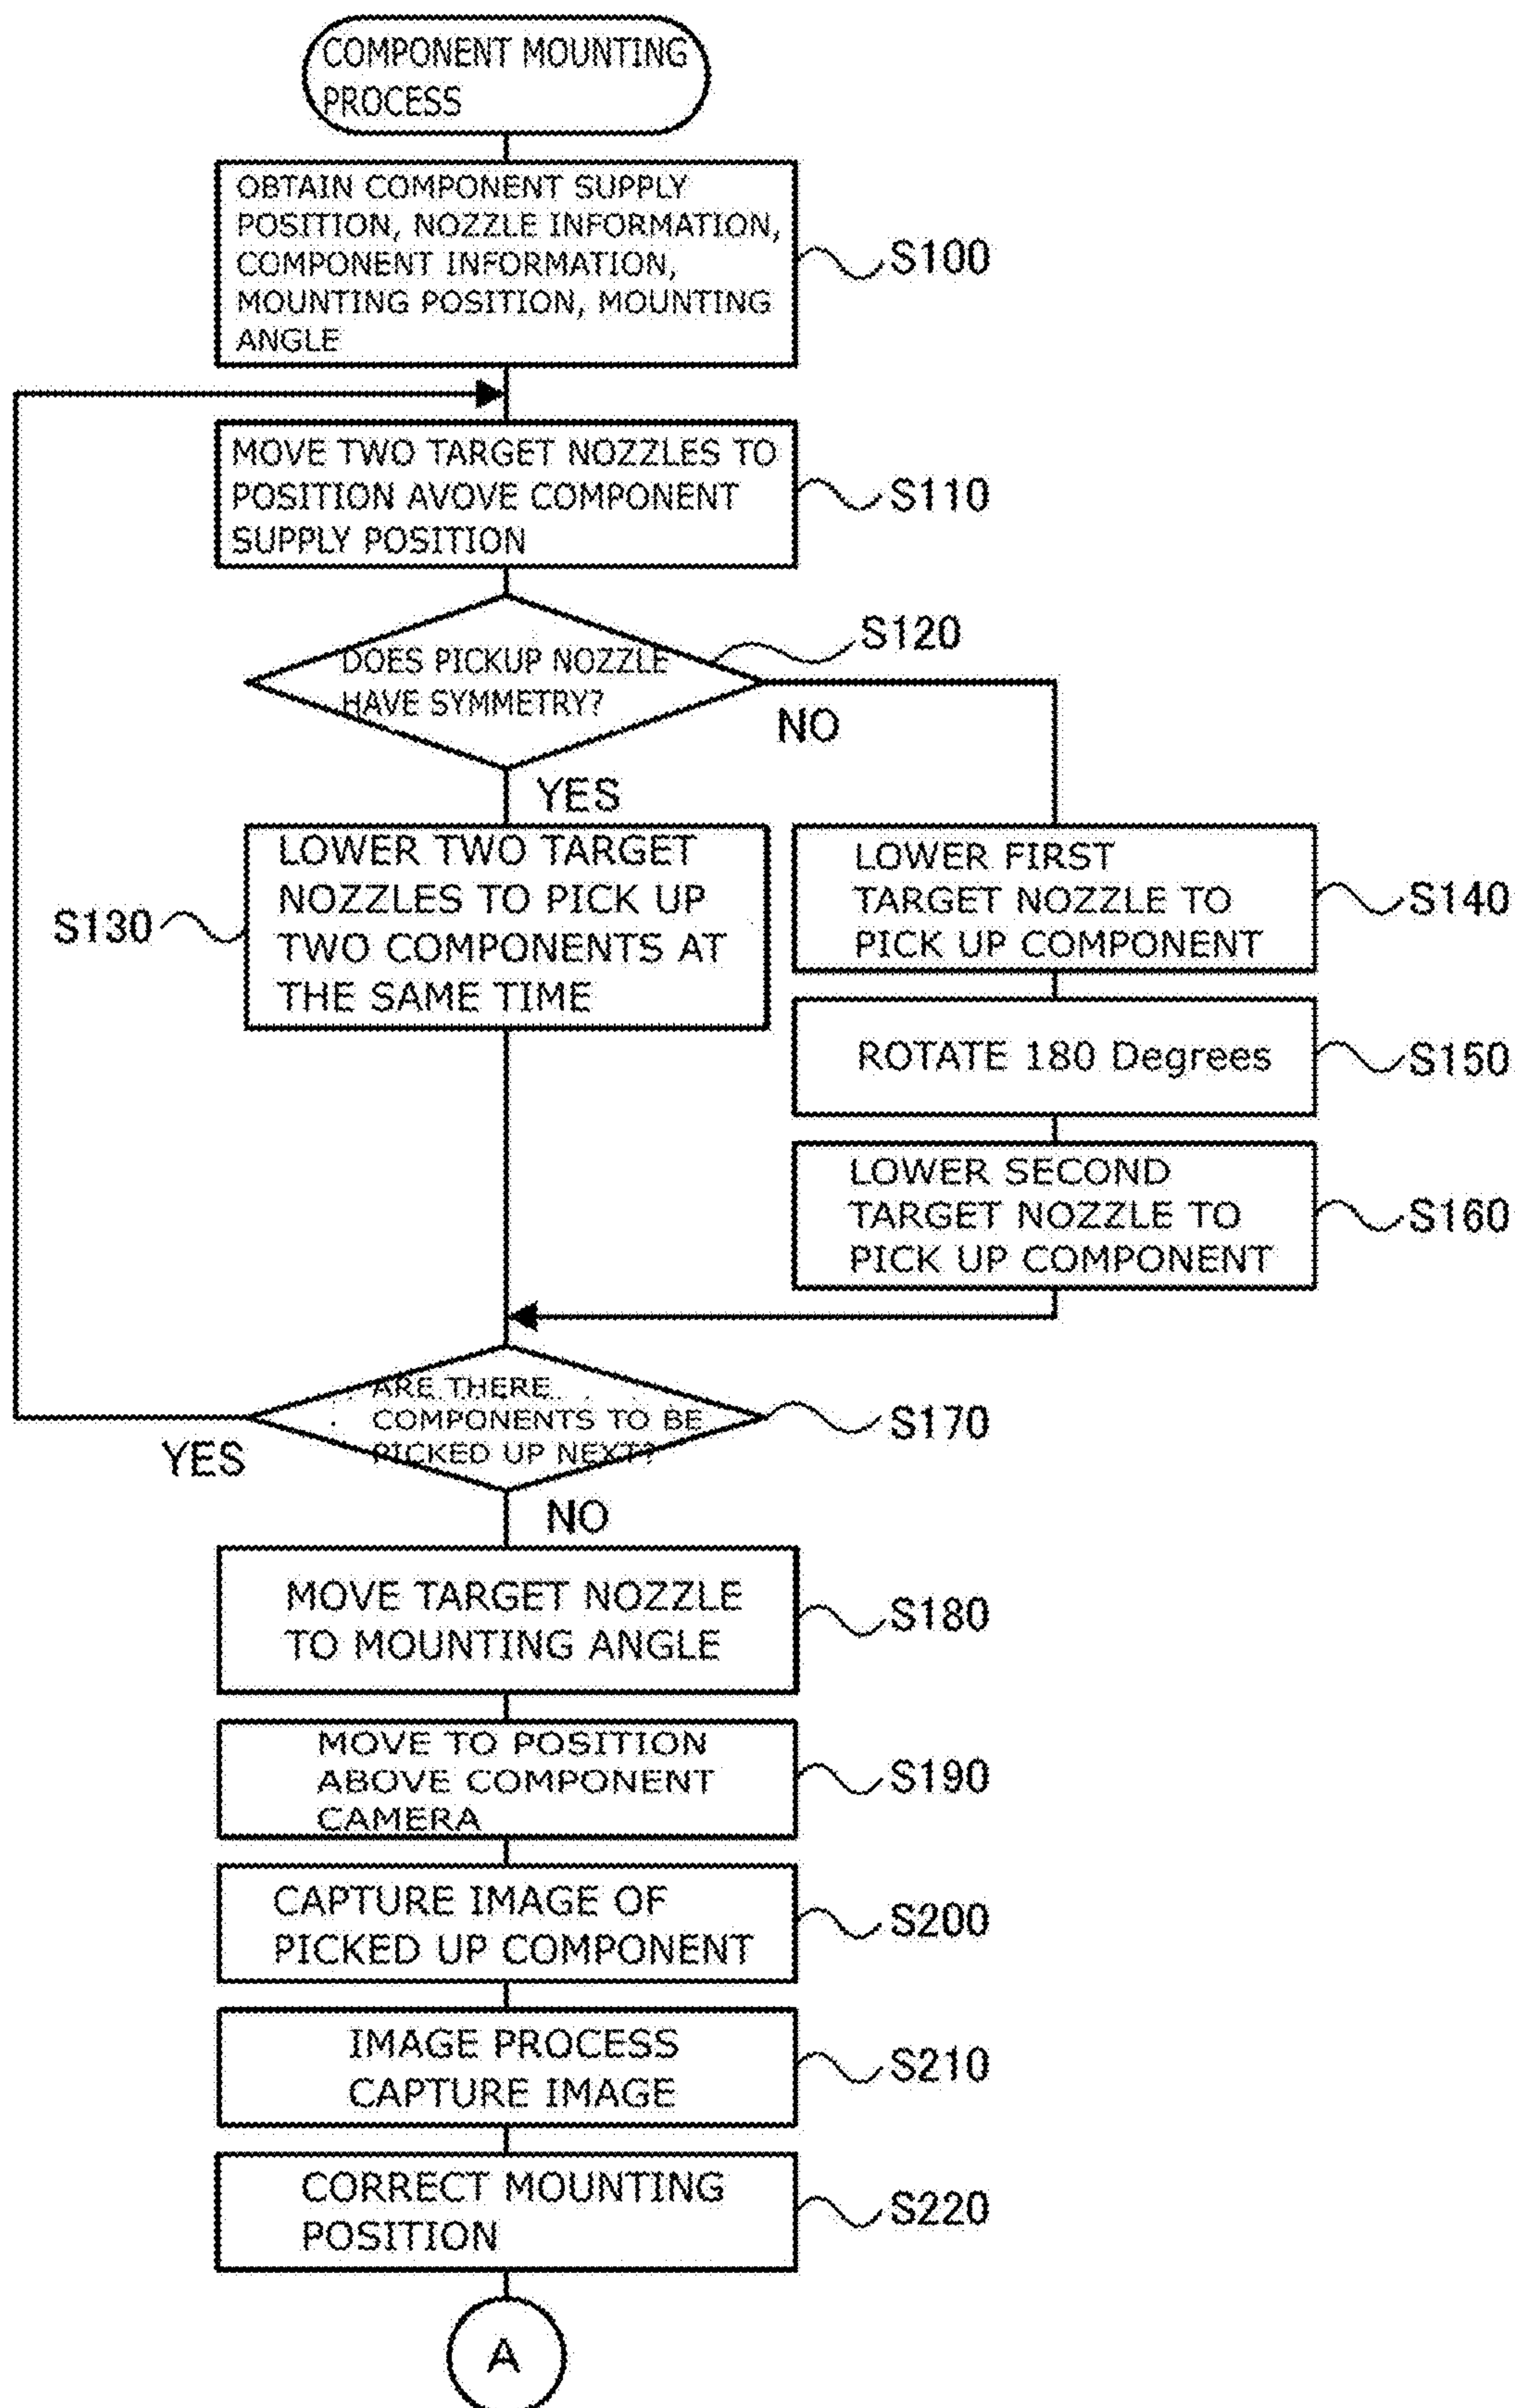 COMPONENT MOUNTING
PROCESS
OBTAIN COMPONENT SUPPLY
POSITION, NOZZLE INFORMATION,
COMPONENT INFORMATION,
MOUNTING POSITION, MOUNTING
ANGLE
S100
MOVE TWO TARGET NOZZLES TO
POSITION AVOVE COMPONENT
SUPPLY POSITION
S110
DOES PICKUP NOZZLE
HAVE SYMMETRY?
S120
NO
YES
LOWER TWO TARGET
NOZZLES TO PICK UP
TWO COMPONENTS AT
THE SAME TIME
S130
LOWER FIRST
TARGET NOZZLE TO
PICK UP COMPONENT
S140
ROTATE 180 Degrees
S150
LOWER SECOND
TARGET NOZZLE TO
PICK UP COMPONENT
S160
ARE THERE
COMPONENTS TO BE
PICKED UP NEXT?
S170
YES
NO
MOVE TARGET NOZZLE
TO MOUNTING ANGLE
S180
MOVE TO POSITION
ABOVE COMPONENT
CAMERA
S190
CAPTURE IMAGE OF
PICKED UP COMPONENT
S200
IMAGE PROCESS
CAPTURE IMAGE
S210
CORRECT MOUNTING
POSITION
S220
A